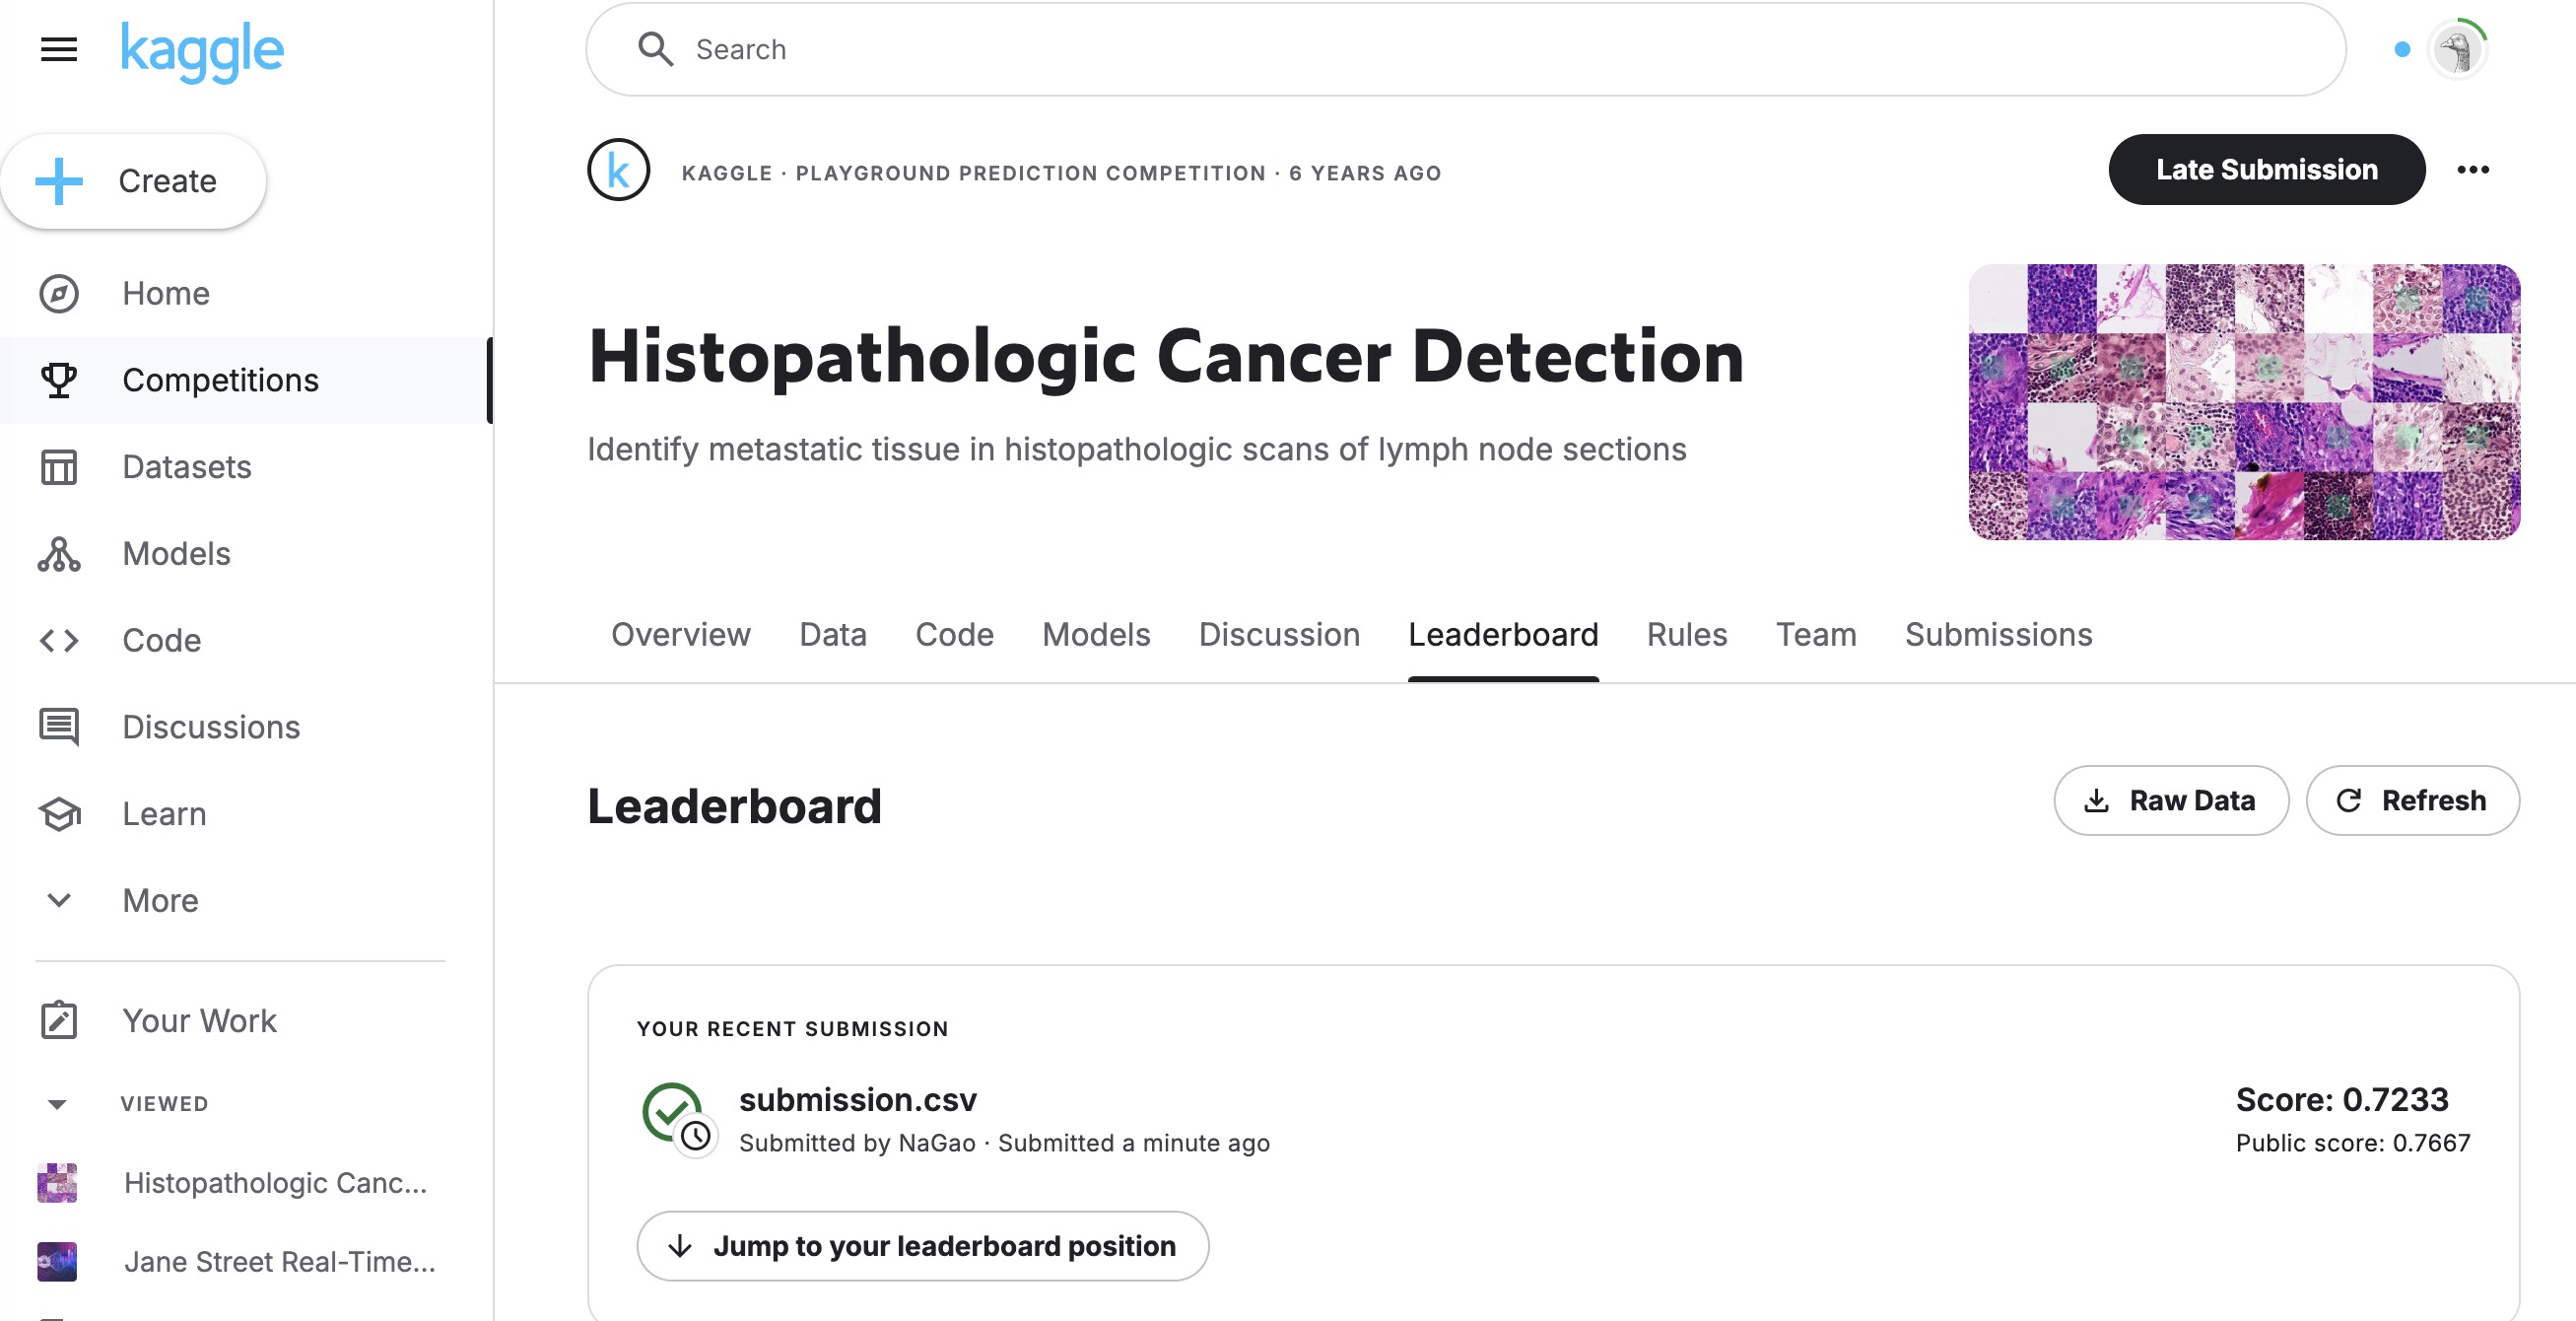 kaggle
Search
Create
Home
Competitions
Datasets
Models
Code
Discussions
Learn
More
Your Work
VIEWED
Histopathologic Canc...
Jane Street Real-Time...
k
KAGGLE · PLAYGROUND PREDICTION COMPETITION · 6 YEARS AGO
Late Submission
Histopathologic Cancer Detection
Identify metastatic tissue in histopathologic scans of lymph node sections
Overview Data Code Models Discussion Leaderboard Rules Team Submissions
Leaderboard
Raw Data
Refresh
YOUR RECENT SUBMISSION
submission.csv
Submitted by NaGao · Submitted a minute ago
Score: 0.7233
Public score: 0.7667
Jump to your leaderboard position